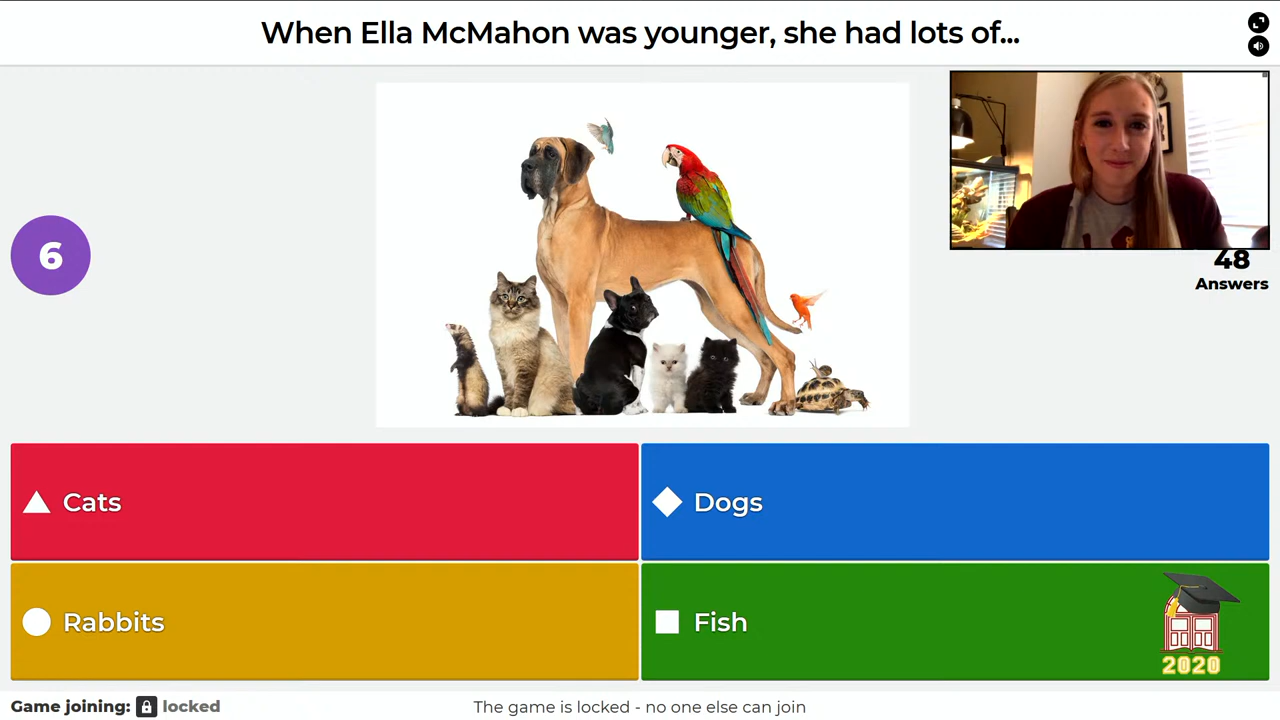 When Ella McMahon was younger, she had lots of...
6
48
Answers
Cats
Dogs
Rabbits
Fish
2020
Game joining: locked
The game is locked - no one else can join